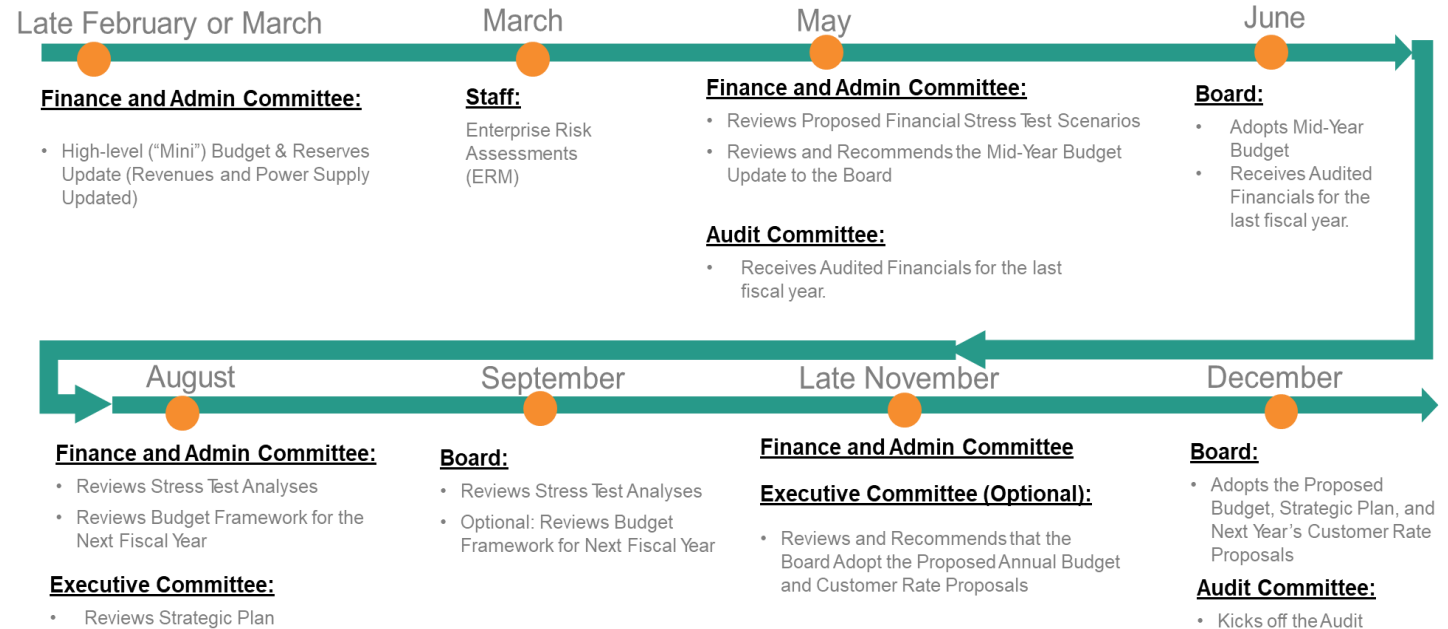 Late February or March
Finance and Admin Committee:
• High-level (“Mini”) Budget & Reserves
Update (Revenues and Power Supply
Updated)
March
Staff:
Enterprise Risk
Assessments
(ERM)
May
Finance and Admin Committee:
• Reviews Proposed Financial Stress Test Scenarios
• Reviews and Recommends the Mid-Year Budget
Update to the Board
Audit Committee:
• Receives Audited Financials for the last
fiscal year.
June
Board:
• Adopts Mid-Year
Budget
• Receives Audited
Financials for the
last fiscal year.
August
Finance and Admin Committee:
• Reviews Stress Test Analyses
• Reviews Budget Framework for the
Next Fiscal Year
Executive Committee:
• Reviews Strategic Plan
September
Board:
• Reviews Stress Test Analyses
• Optional: Reviews Budget
Framework for Next Fiscal Year
Late November
Finance and Admin Committee
Executive Committee (Optional):
• Reviews and Recommends that the
Board Adopt the Proposed Annual Budget
and Customer Rate Proposals
December
Board:
• Adopts the Proposed
Budget, Strategic Plan, and
Next Year’s Customer Rate
Proposals
Audit Committee:
• Kicks off the Audit